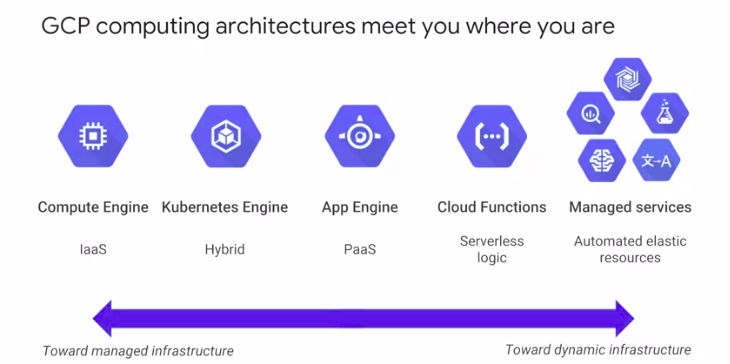 GCP computing architectures meet you where you are
文→A
Compute Engine
Kubernetes Engine
App Engine
Cloud Functions
Managed services
IaaS
Hybrid
PaaS
Serverless
logic
Automated elastic
resources
Toward managed infrastructure
Toward dynamic infrastructure